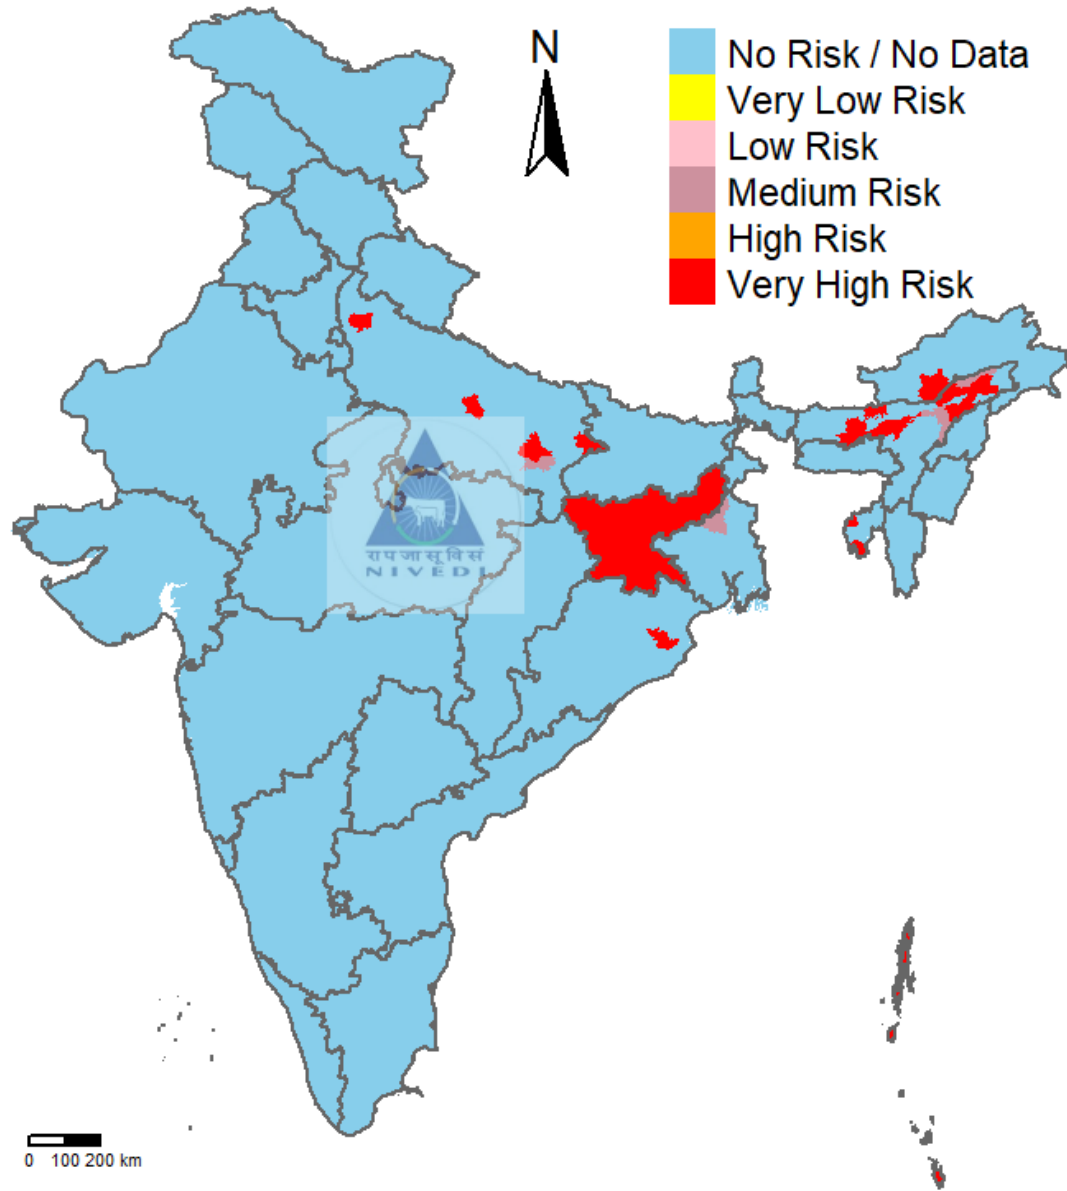 N
No Risk / No Data
Very Low Risk
Low Risk
Medium Risk
High Risk
Very High Risk
रा प जा सू वि सं
NIVEDI
0 100 200 km